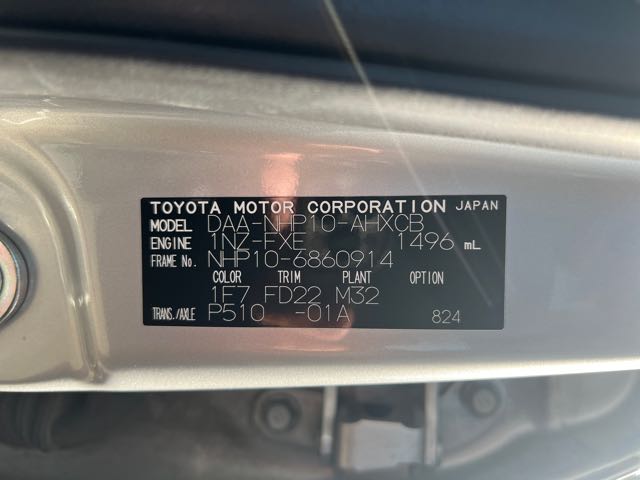 TOYOTA MOTOR CORPORATION JAPAN
MODEL DAA-NHP10-AHXCB
ENGINE 1NZ-FXE 1496 mL
FRAME No. NHP10-6860914
COLOR TRIM PLANT OPTION
1F7 FD22 M32
TRANS./AXLE P510 -01A 824